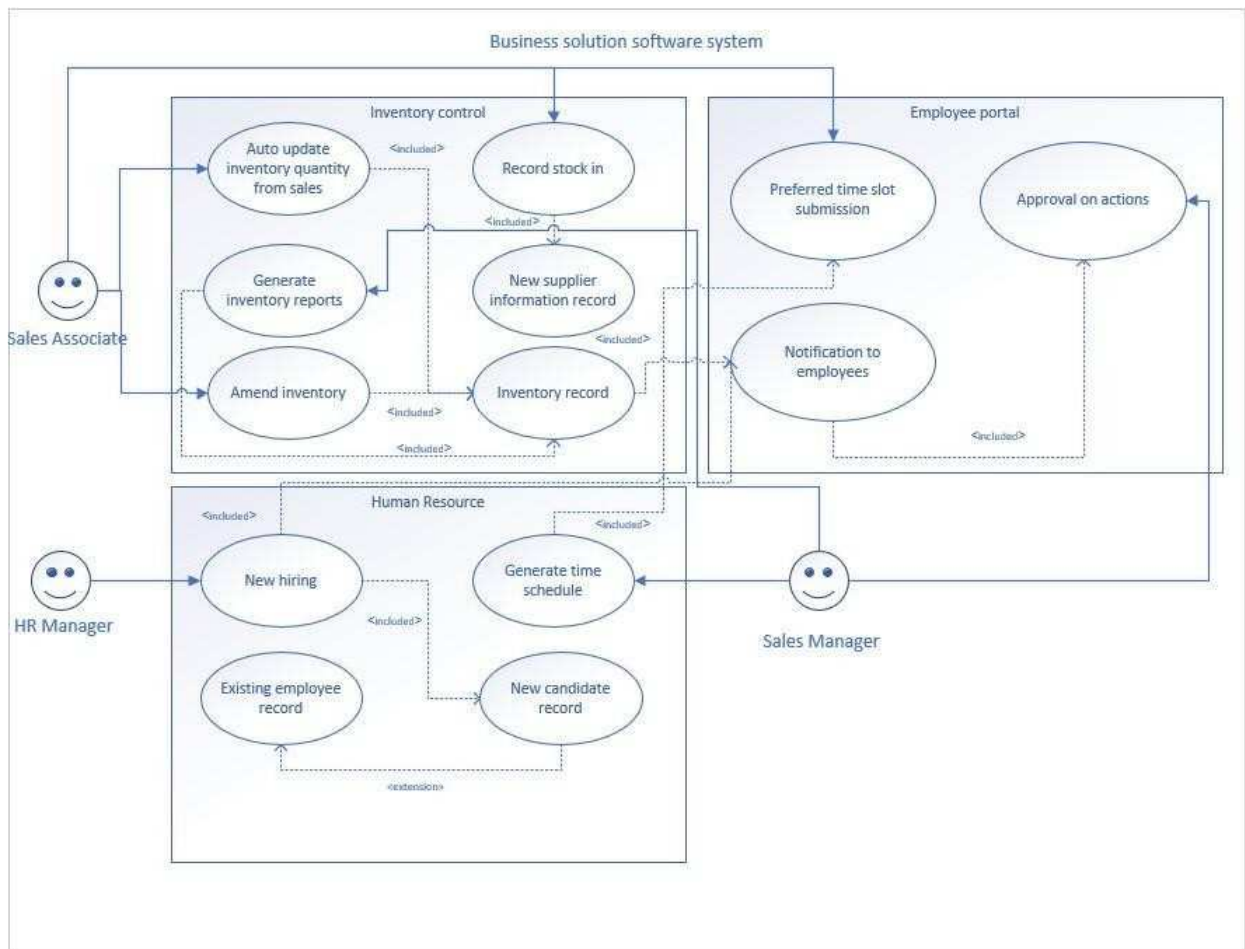 Business solution software system
Inventory control
Employee portal
Auto update
inventory quantity
from sales
<included>
Record stock in
Preferred time slot
submission
Approval on actions
<included>
Generate
inventory reports
New supplier
information record
Sales Associate
<included>
Notification to
employees
Amend inventory
<included>
Inventory record
<included>
<included>
Human Resource
<included>
<included>
New hiring
Generate time
schedule
HR Manager
<included>
Sales Manager
Existing employee
record
New candidate
record
<extension>